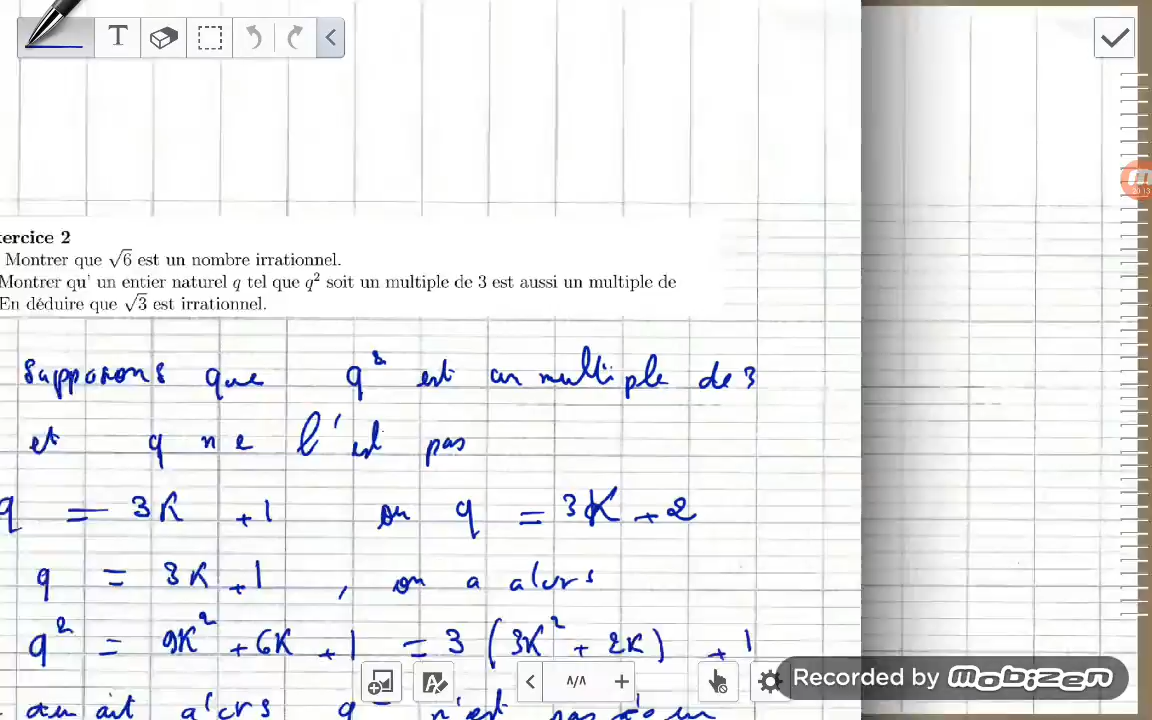 T
ercice 2
Montrer que √6 est un nombre irrationnel.
Montrer qu' un entier naturel q tel que q² soit un multiple de 3 est aussi un multiple de
En déduire que √3 est irrationnel.
Supposons que q² est un multiple de 3
et q ne l'est pas
q = 3K + 1 ou q = 3K + 2
q = 3K + 1 , on a alors
q² = 9K² + 6K + 1 = 3 (3K² + 2K) + 1
alors q n'est pas
Recorded by mobizen